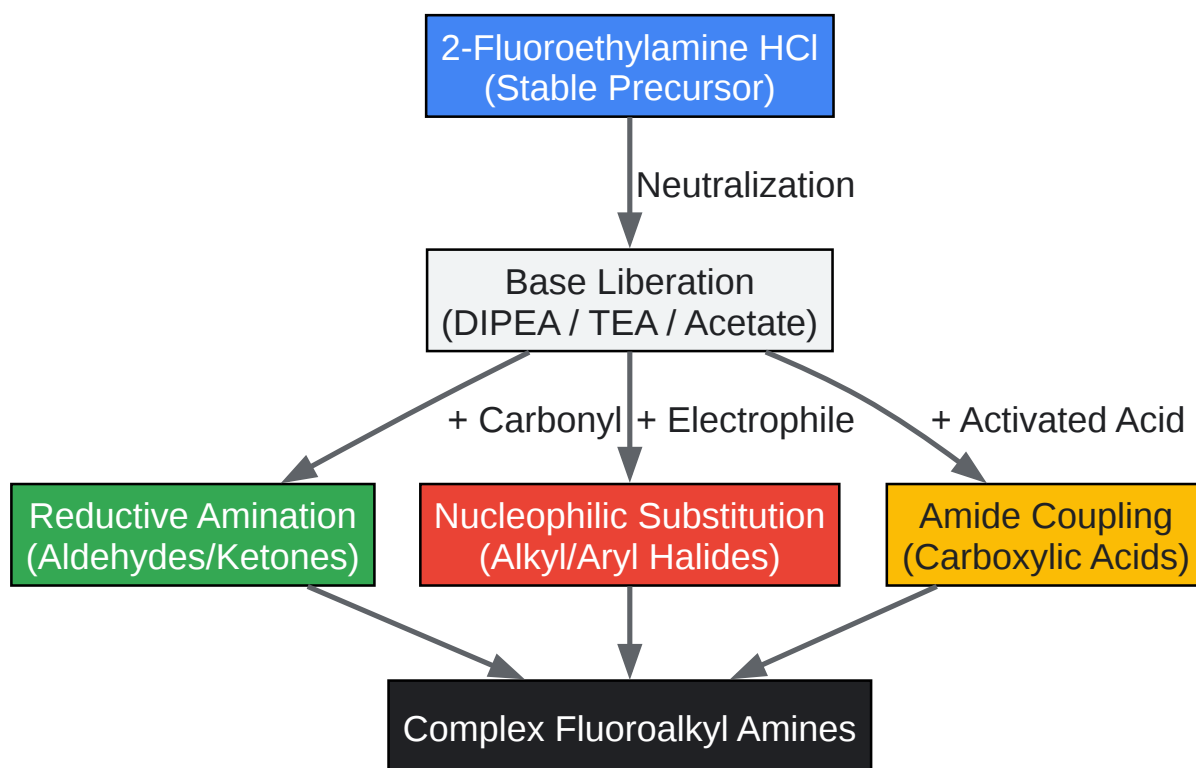 2-Fluoroethylamine HCl
(Stable Precursor)
Neutralization
Base Liberation
(DIPEA / TEA / Acetate)
+ Carbonyl
+ Electrophile
+ Activated Acid
Reductive Amination
(Aldehydes/Ketones)
Nucleophilic Substitution
(Alkyl/Aryl Halides)
Amide Coupling
(Carboxylic Acids)
Complex Fluoroalkyl Amines